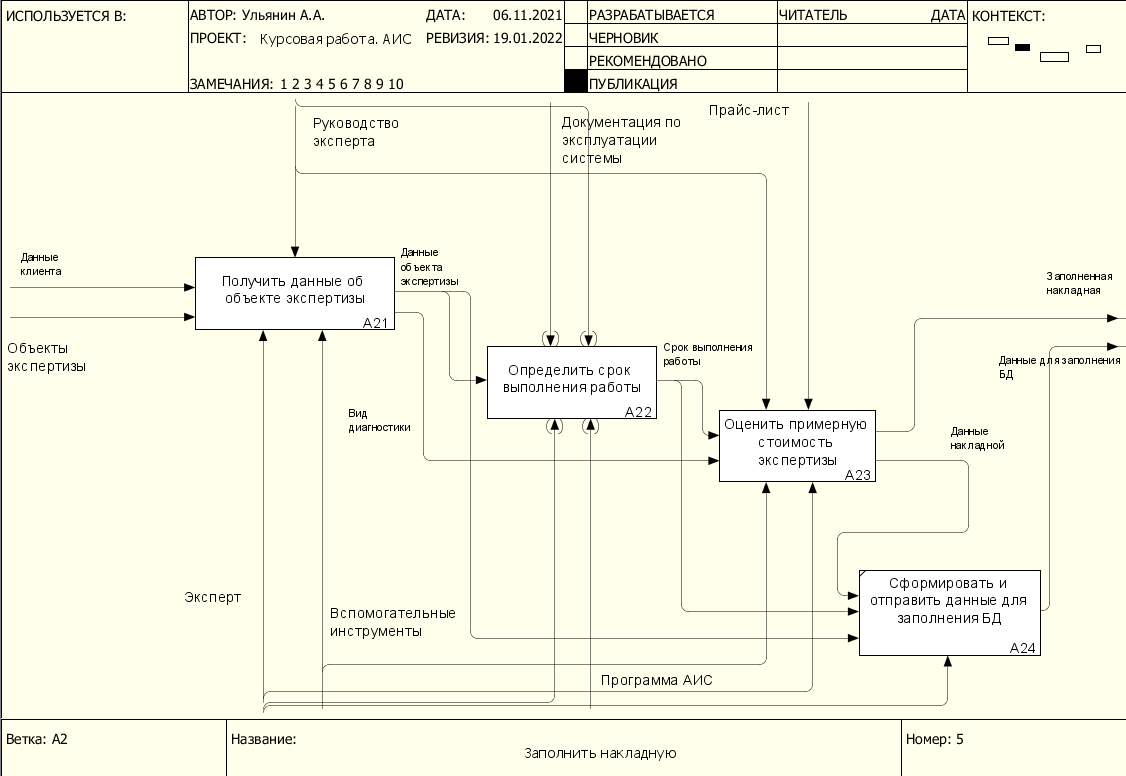 ИСПОЛЬЗУЕТСЯ В:
АВТОР: Ульянин А.А.
ДАТА: 06.11.2021
ПРОЕКТ: Курсовая работа. АИС
РЕВИЗИЯ: 19.01.2022
ЗАМЕЧАНИЯ: 1 2 3 4 5 6 7 8 9 10
РАЗРАБАТЫВАЕТСЯ
ЧЕРНОВИК
РЕКОМЕНДОВАНО
ПУБЛИКАЦИЯ
ЧИТАТЕЛЬ ДАТА
КОНТЕКСТ:
Руководство
эксперта
Документация по
эксплуатации
системы
Прайс-лист
Данные
клиента
Объекты
экспертизы
Получить данные об
объекте экспертизы
A21
Данные
объекта
экспертизы
Вид
диагностики
Определить срок
выполнения работы
A22
Срок выполнения
работы
Оценить примерную
стоимость
экспертизы
A23
Заполненная
накладная
Данные для заполнения
БД
Данные
накладной
Сформировать и
отправить данные для
заполнения БД
A24
Эксперт
Вспомогательные
инструменты
Программа АИС
Ветка: A2
Название:
Заполнить накладную
Номер: 5